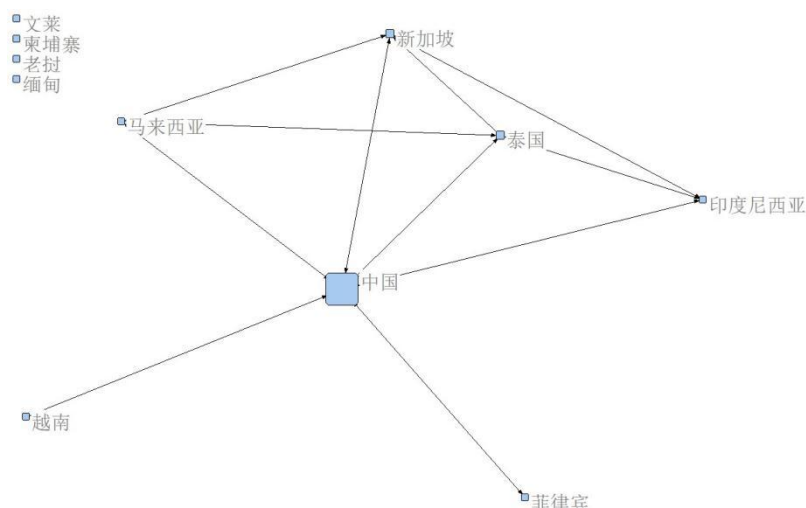 文莱
柬埔寨
老挝
缅甸
新加坡
马来西亚
泰国
印度尼西亚
中国
越南
菲律宾